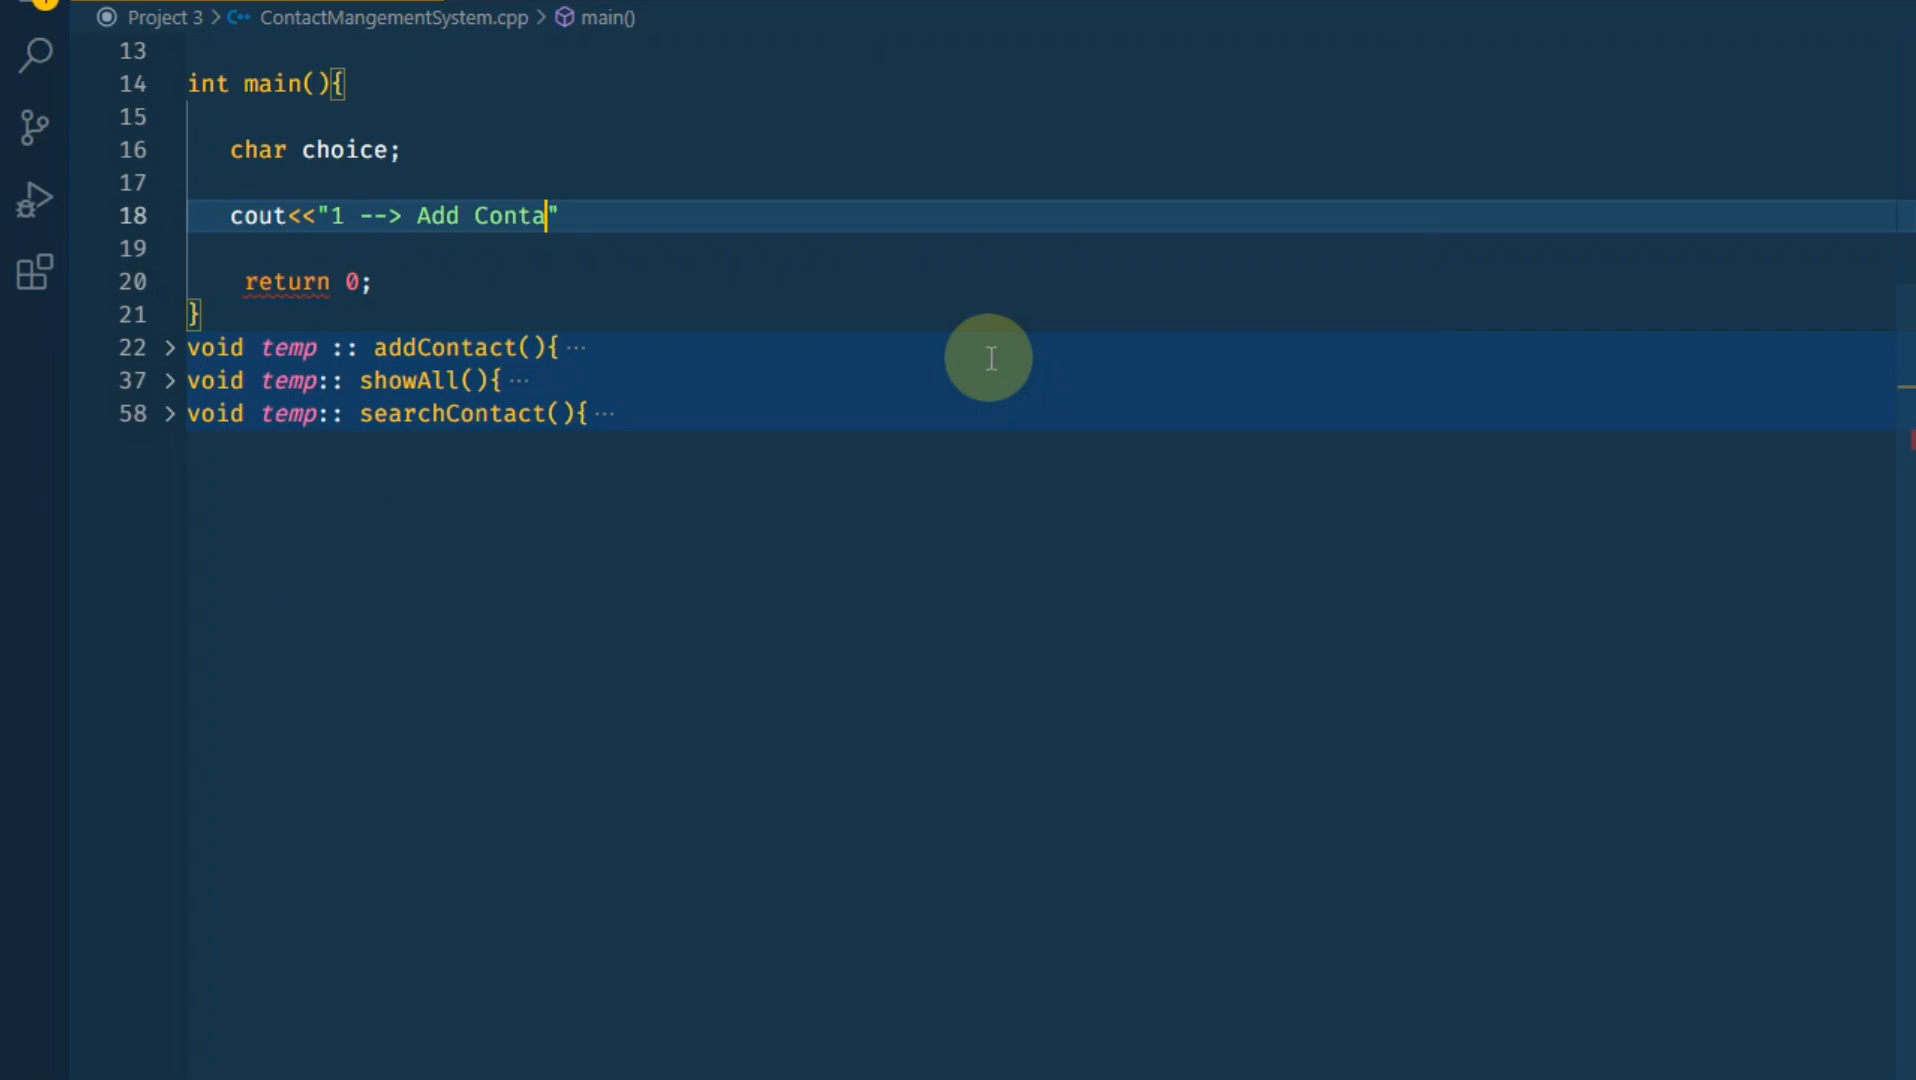 Project 3 > C++ ContactMangementSystem.cpp > main()
13
14 int main(){
15
16 char choice;
17
18 cout<<"1 --> Add Conta"
19
20 return 0;
21 }
22 > void temp :: addContact(){ ···
37 > void temp:: showAll(){ ···
58 > void temp:: searchContact(){ ···